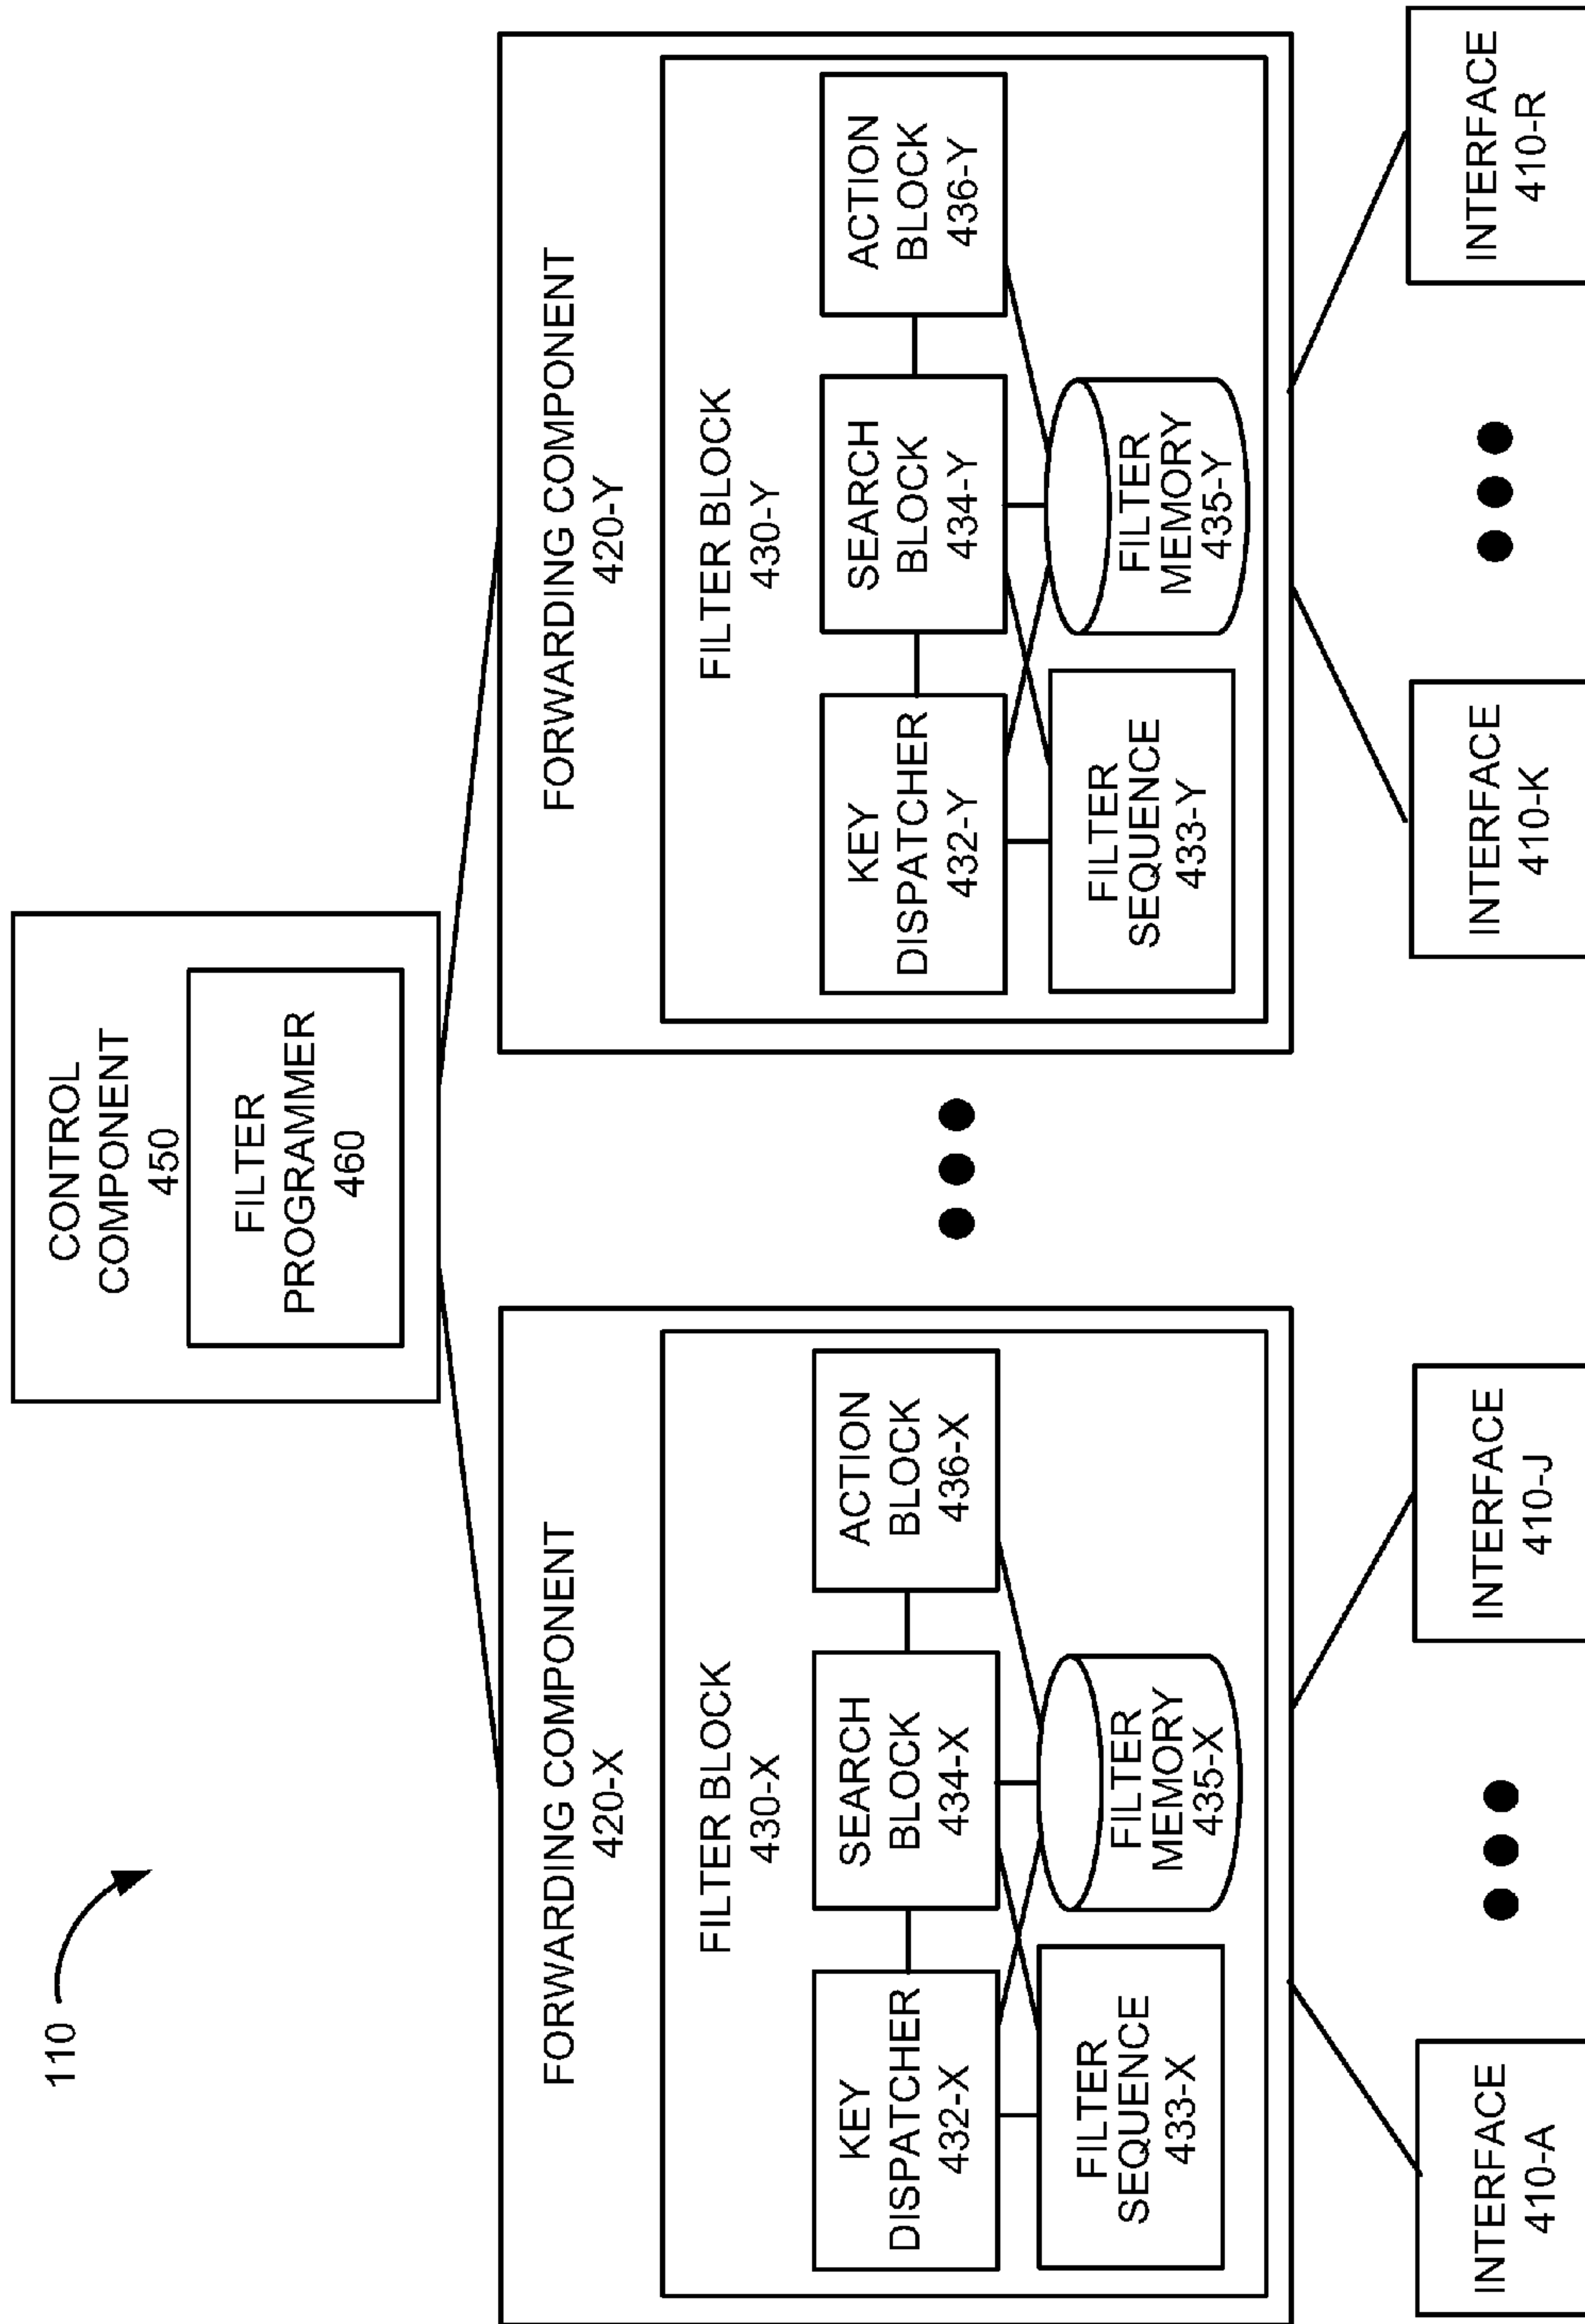 110
CONTROL
COMPONENT
450
FILTER
PROGRAMMER
460
FORWARDING COMPONENT
420-X
FILTER BLOCK
430-X
KEY
DISPATCHER
432-X
SEARCH
BLOCK
434-X
ACTION
BLOCK
436-X
FILTER
SEQUENCE
433-X
FILTER
MEMORY
435-X
FORWARDING COMPONENT
420-Y
FILTER BLOCK
430-Y
KEY
DISPATCHER
432-Y
SEARCH
BLOCK
434-Y
ACTION
BLOCK
436-Y
FILTER
SEQUENCE
433-Y
FILTER
MEMORY
435-Y
INTERFACE
410-A
INTERFACE
410-J
INTERFACE
410-K
INTERFACE
410-R